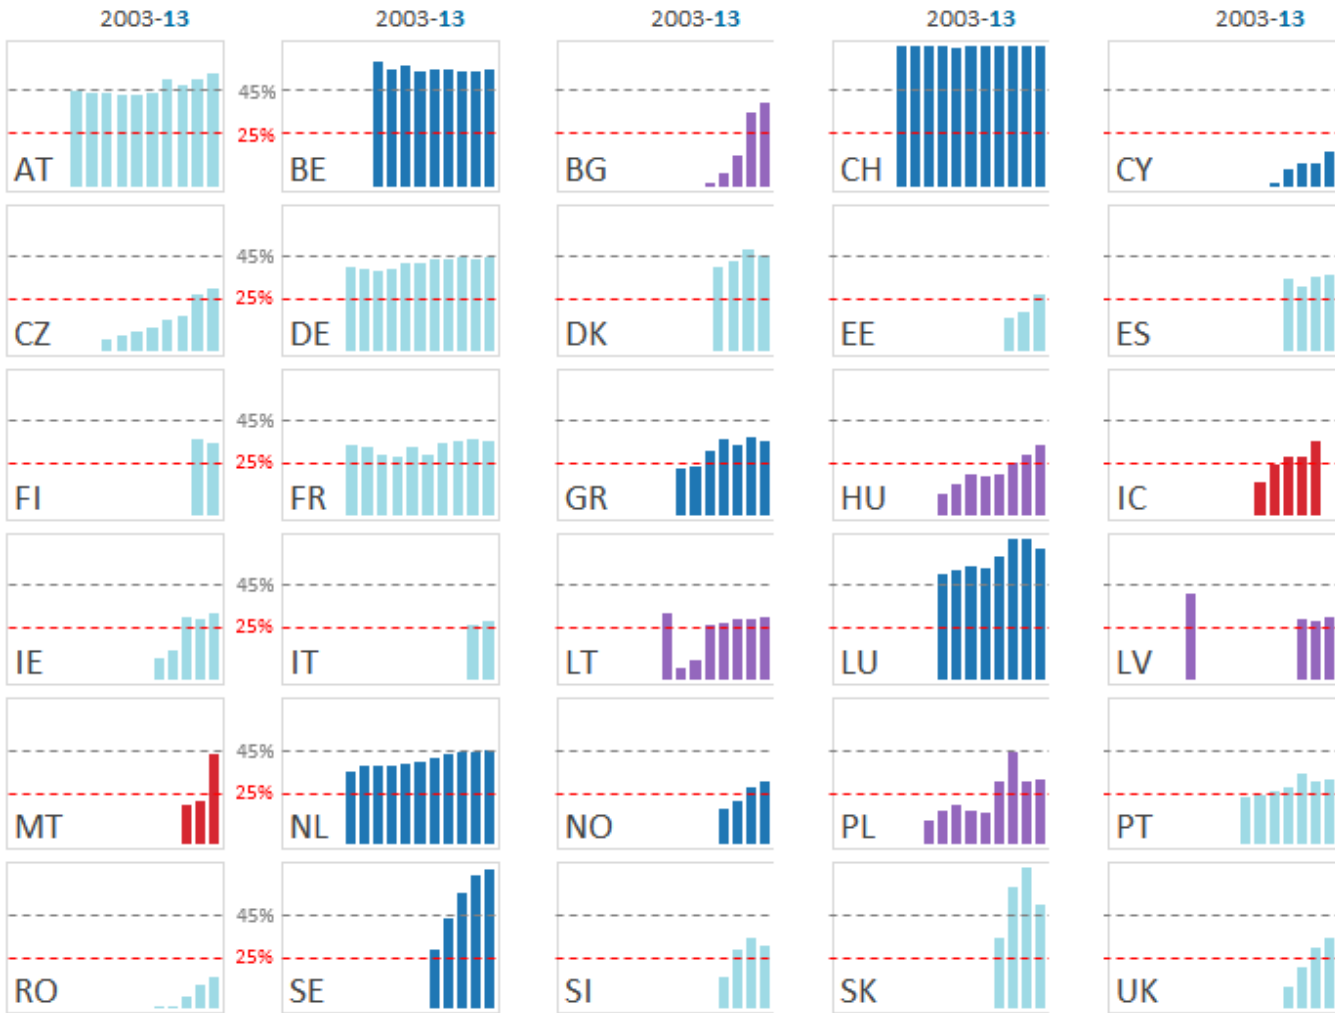 2003-13 2003-13 2003-13 2003-13 2003-13
45%
25%
AT BE BG CH CY
45%
25%
CZ DE DK EE ES
45%
25%
FI FR GR HU IC
45%
25%
IE IT LT LU LV
45%
25%
MT NL NO PL PT
45%
25%
RO SE SI SK UK